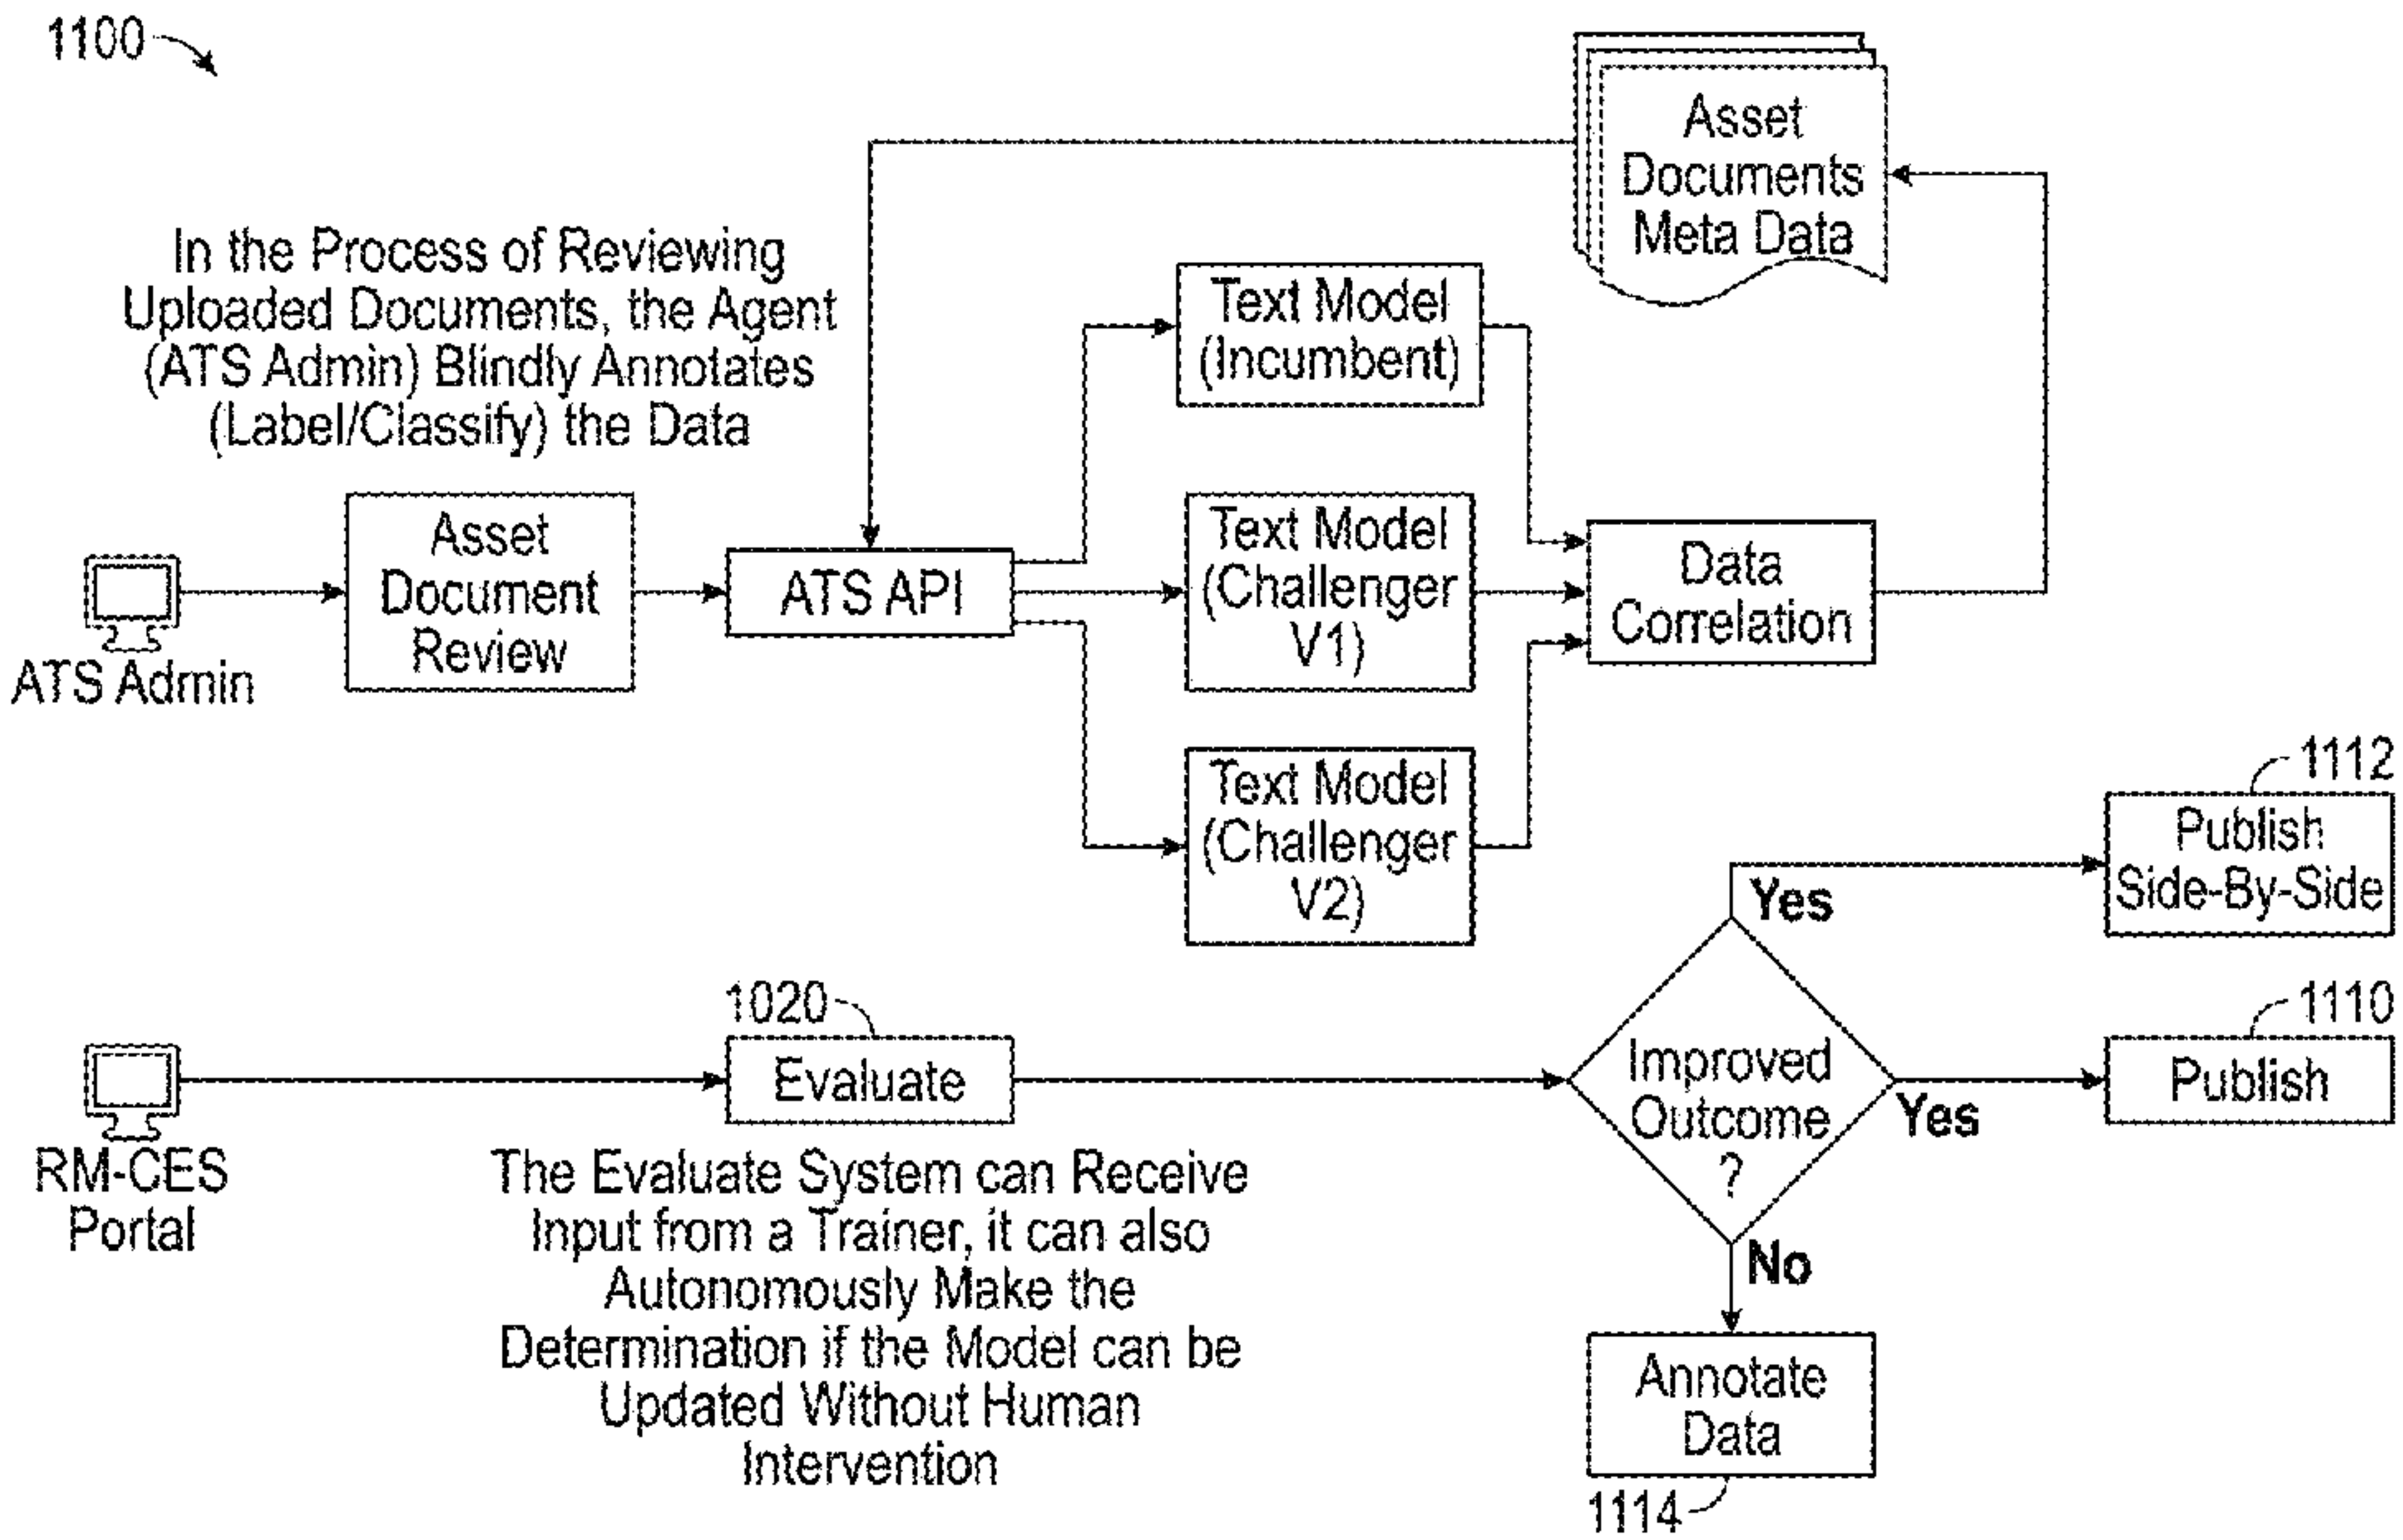 1100
Asset
Documents
Meta Data
In the Process of Reviewing
Uploaded Documents, the Agent
(ATS Admin) Blindly Annotates
(Label/Classify) the Data
Text Model
(Incumbent)
ATS Admin
Asset
Document
Review
ATS API
Text Model
(Challenger
V1)
Data
Correlation
Text Model
(Challenger
V2)
1112
Publish
Side-By-Side
Yes
1020
Evaluate
RM-CES
Portal
The Evaluate System can Receive
Input from a Trainer, it can also
Autonomously Make the
Determination if the Model can be
Updated Without Human
Intervention
Improved
Outcome
?
Yes
1110
Publish
No
Annotate
Data
1114